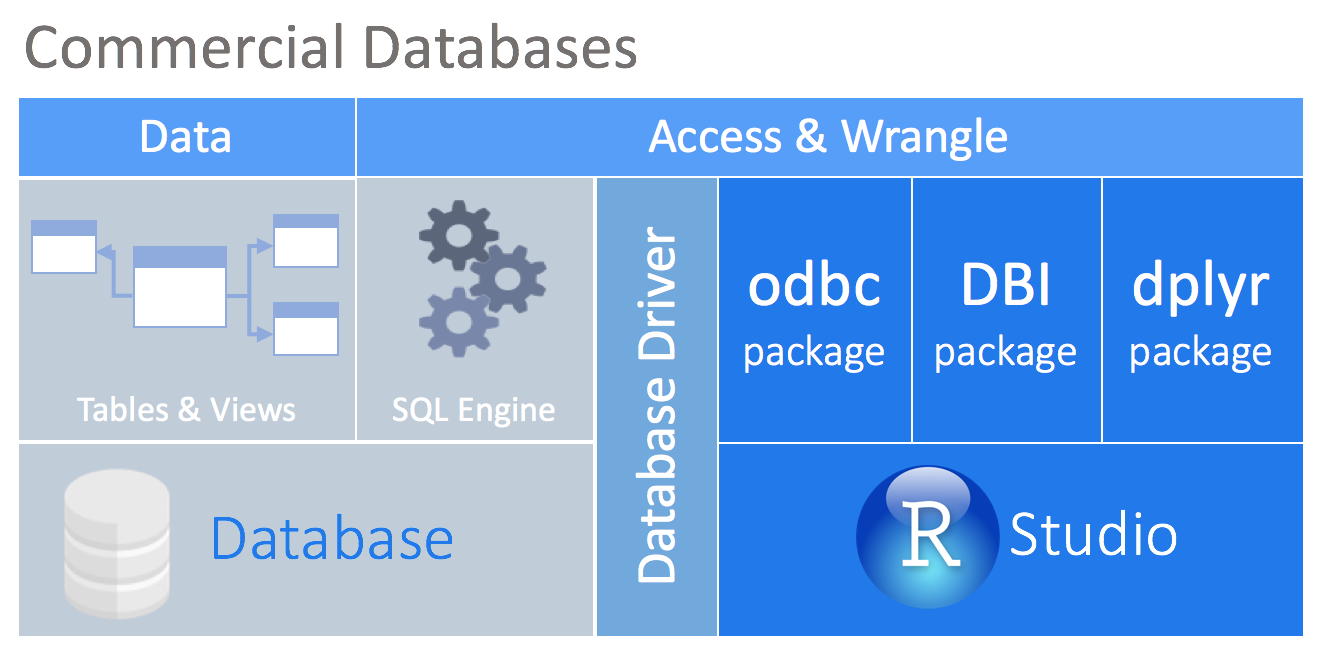 Commercial Databases
Data
Access & Wrangle
Tables & Views
SQL Engine
Database Driver
odbc
package
DBI
package
dplyr
package
Database
R Studio